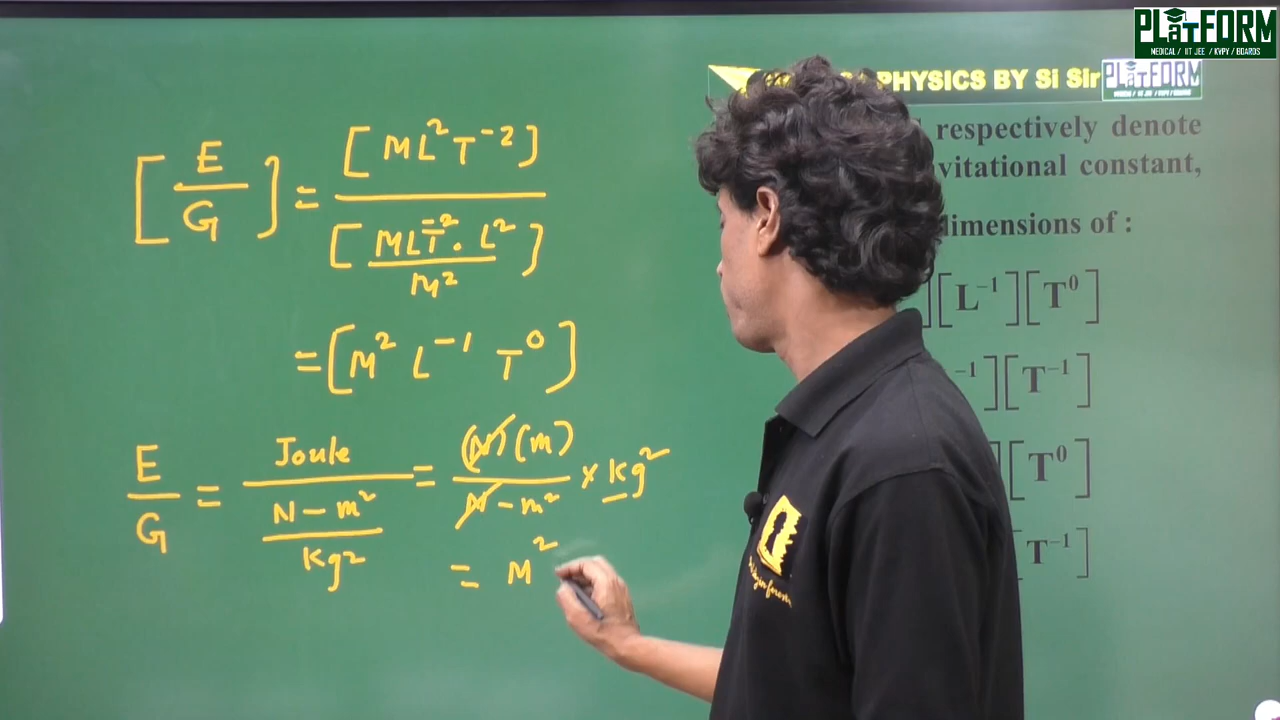 PLATFORM
MEDICAL / IIT JEE / KVPY / BOARDS
PHYSICS BY Si Sir
PLATFORM
respectively denote
vitational constant,
dimensions of :
][L⁻¹][T⁰]
⁻¹][T⁻¹]
][T⁰]
[T⁻¹]
[E/G] = [ML²T⁻²] / [MLT⁻² · L² / M²]
= [M² L⁻¹ T⁰]
E/G = Joule / (N - m² / Kg²) = (N)(m) / N - m² × Kg²
= M²